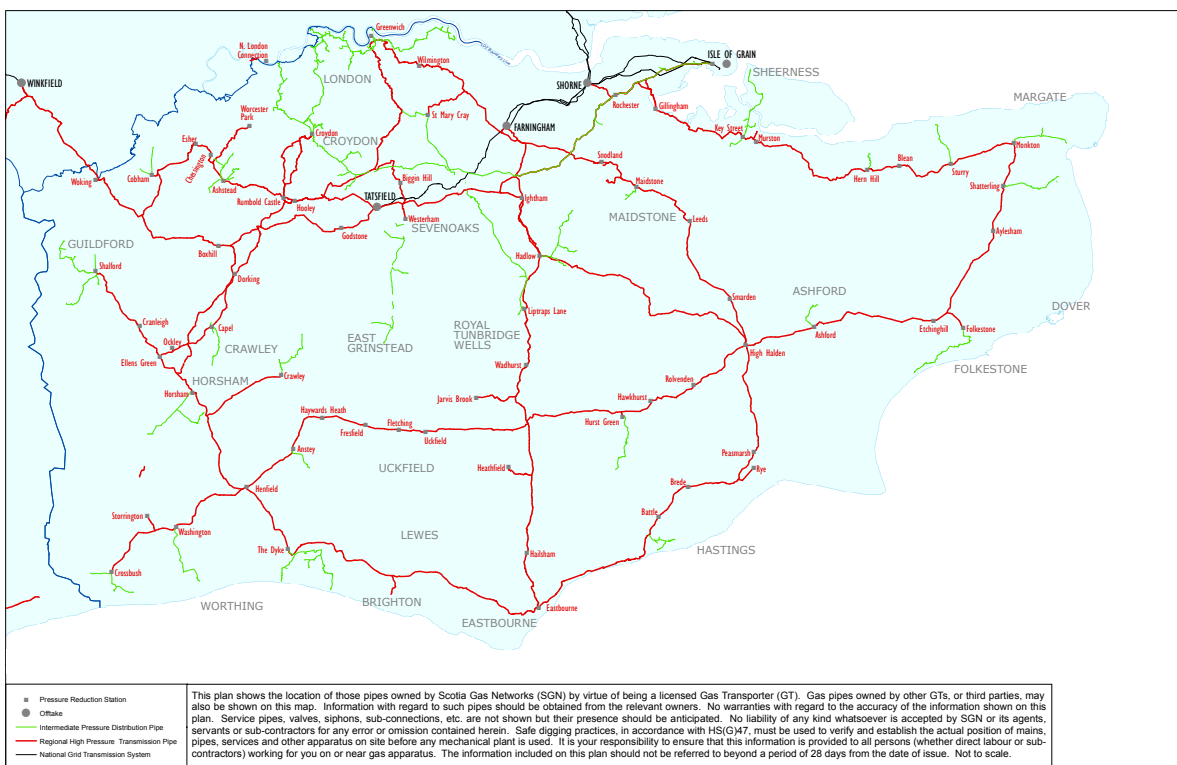 Greenwich
N. London
Connection
Wilmington
ISLE OF GRAIN
LONDON
SHEERNESS
WINKFIELD
SHORNE
MARGATE
Rochester
Gillingham
Worcester
Park
St Mary Cray
FARNINGHAM
Key Street
Murston
Croydon
CROYDON
Esher
Chessington
Monkton
Snodland
Blean
Sturry
Hern Hill
Cobham
Woking
Ashstead
Biggin Hill
Maidstone
Shatterling
Rumbold Castle
Hooley
TATSFIELD
Ightham
MAIDSTONE
Leeds
Westerham
SEVENOAKS
Godstone
Aylesham
GUILDFORD
Boxhill
Hadlow
Shalford
Dorking
ASHFORD
Smarden
DOVER
Liptraps Lane
Cranleigh
Capel
EAST
GRINSTEAD
ROYAL
TUNBRIDGE
WELLS
Ashford
Etchinghill
Folkestone
Ockley
CRAWLEY
Ellens Green
High Halden
FOLKESTONE
Wadhurst
Crawley
HORSHAM
Horsham
Rolvenden
Jarvis Brook
Hawkhurst
Haywards Heath
Hurst Green
Fresfield
Fletching
Uckfield
Anstey
Peasmarsh
UCKFIELD
Heathfield
Rye
Henfield
Brede
Storrington
Battle
Washington
LEWES
The Dyke
HASTINGS
Hailsham
Crossbush
WORTHING
BRIGHTON
Eastbourne
EASTBOURNE
Pressure Reduction Station
Offtake
Intermediate Pressure Distribution Pipe
Regional High Pressure Transmission Pipe
National Grid Transmission System
This plan shows the location of those pipes owned by Scotia Gas Networks (SGN) by virtue of being a licensed Gas Transporter (GT). Gas pipes owned by other GTs, or third parties, may
also be shown on this map. Information with regard to such pipes should be obtained from the relevant owners. No warranties with regard to the accuracy of the information shown on this
plan. Service pipes, valves, siphons, sub-connections, etc. are not shown but their presence should be anticipated. No liability of any kind whatsoever is accepted by SGN or its agents,
servants or sub-contractors for any error or omission contained herein. Safe digging practices, in accordance with HS(G)47, must be used to verify and establish the actual position of mains,
pipes, services and other apparatus on site before any mechanical plant is used. It is your responsibility to ensure that this information is provided to all persons (whether direct labour or sub-
contractors) working for you on or near gas apparatus. The information included on this plan should not be referred to beyond a period of 28 days from the date of issue. Not to scale.